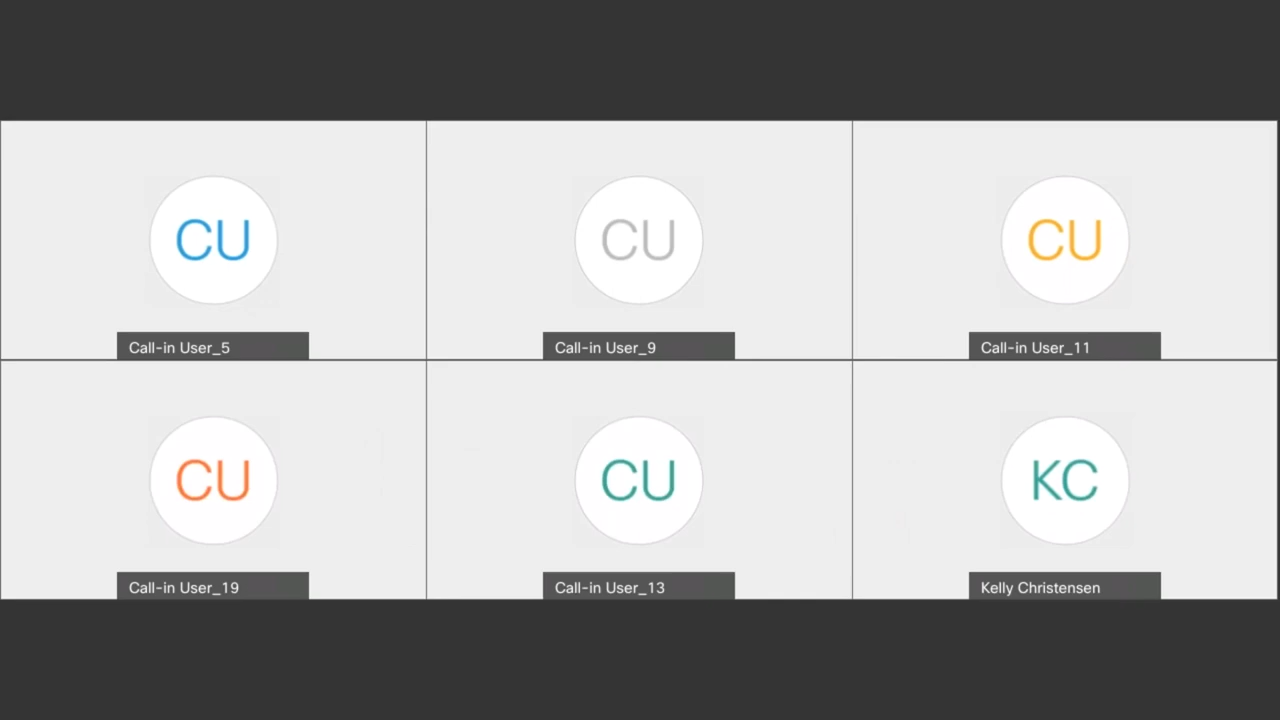 CU
CU
CU
Call-in User_5
Call-in User_9
Call-in User_11
CU
CU
KC
Call-in User_19
Call-in User_13
Kelly Christensen